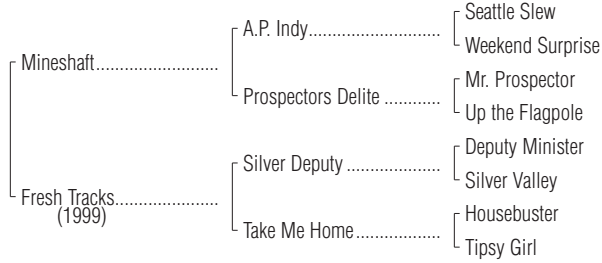 Seattle Slew
A.P. Indy..............................
Weekend Surprise
Mineshaft............................
Mr. Prospector
Prospectors Delite .............
Up the Flagpole
Deputy Minister
Silver Deputy .....................
Silver Valley
Fresh Tracks.......................
(1999)
Housebuster
Take Me Home...................
Tipsy Girl